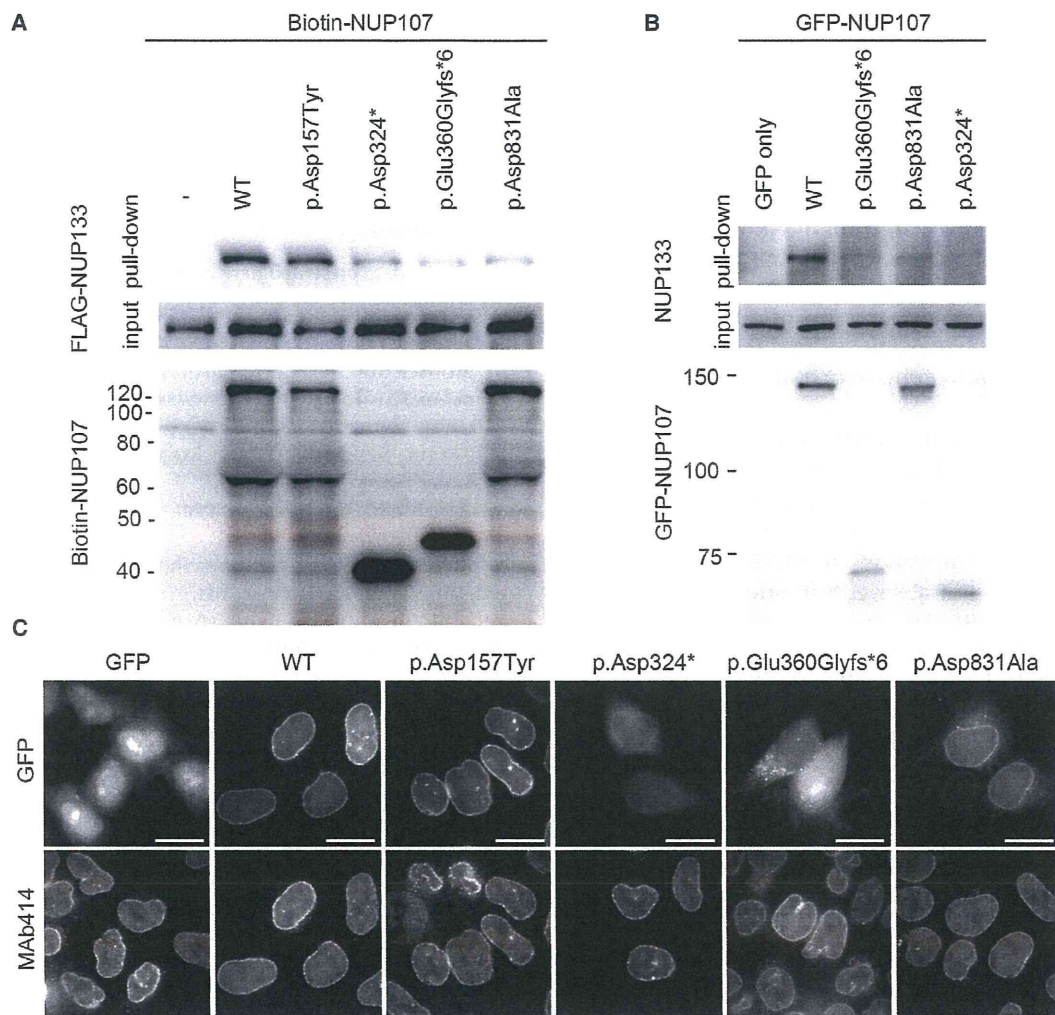 A
Biotin-NUP107
-
WT
p.Asp157Tyr
p.Asp324*
p.Glu360Glyfs*6
p.Asp831Ala
FLAG-NUP133
pull-down
input
Biotin-NUP107
120 -
100 -
80 -
60 -
50 -
40 -
B
GFP-NUP107
GFP only
WT
p.Glu360Glyfs*6
p.Asp831Ala
p.Asp324*
NUP133
pull-down
input
GFP-NUP107
150 -
100 -
75 -
C
GFP WT p.Asp157Tyr p.Asp324* p.Glu360Glyfs*6 p.Asp831Ala
GFP
MAb414